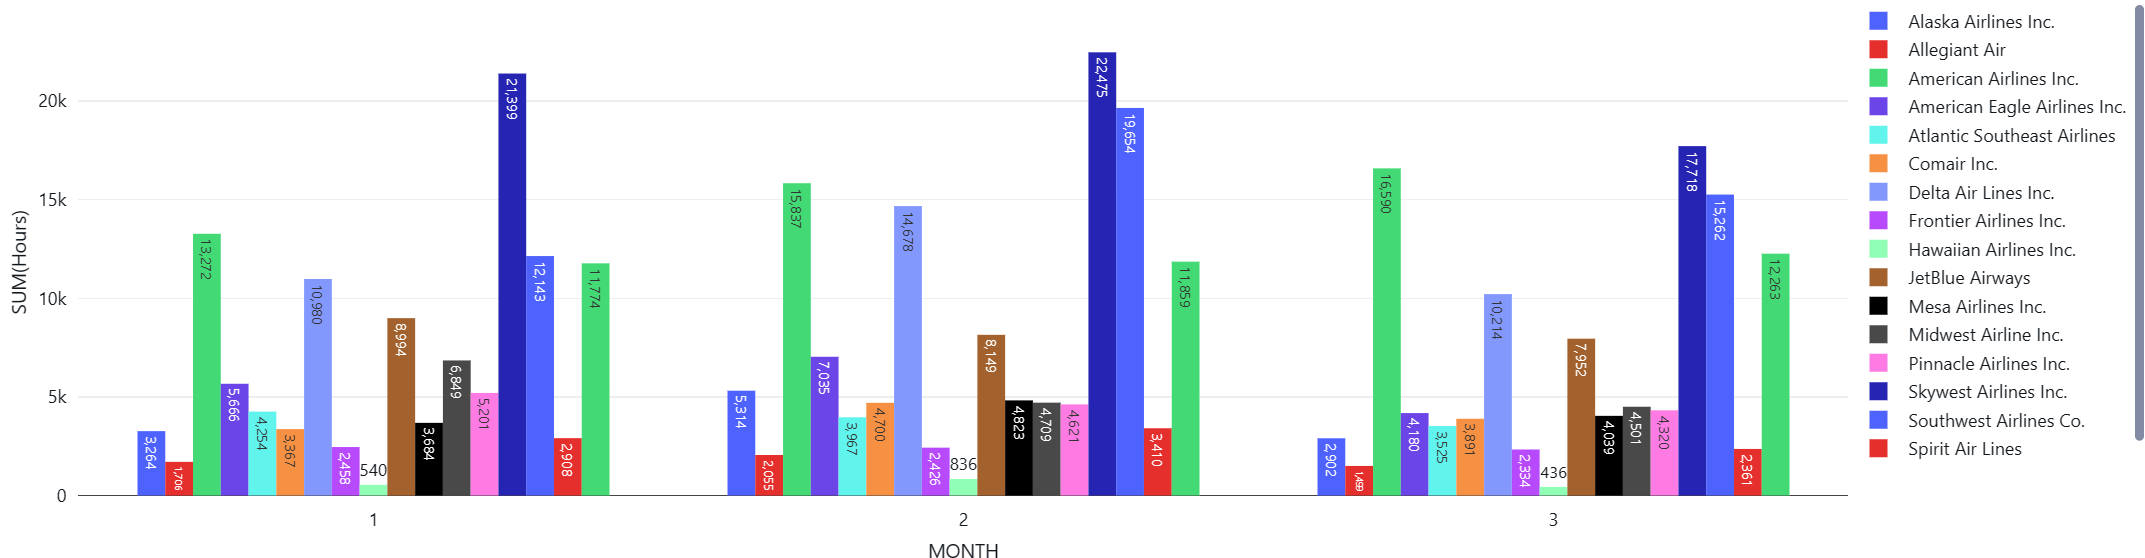 SUM(Hours)
20k
15k
10k
5k
0
3,264
1,706
13,272
5,666
4,254
3,367
10,980
2,458
540
8,994
3,684
6,849
5,201
21,399
12,143
2,908
11,774
5,314
2,055
15,837
7,035
3,967
4,700
14,678
2,426
836
8,149
4,823
4,709
4,621
22,475
19,654
3,410
11,859
2,902
16,590
4,180
3,525
3,891
10,214
2,334
436
7,952
4,039
4,501
4,320
17,718
15,262
2,361
12,263
1
2
3
MONTH
Alaska Airlines Inc.
Allegiant Air
American Airlines Inc.
American Eagle Airlines Inc.
Atlantic Southeast Airlines
Comair Inc.
Delta Air Lines Inc.
Frontier Airlines Inc.
Hawaiian Airlines Inc.
JetBlue Airways
Mesa Airlines Inc.
Midwest Airline Inc.
Pinnacle Airlines Inc.
Skywest Airlines Inc.
Southwest Airlines Co.
Spirit Air Lines